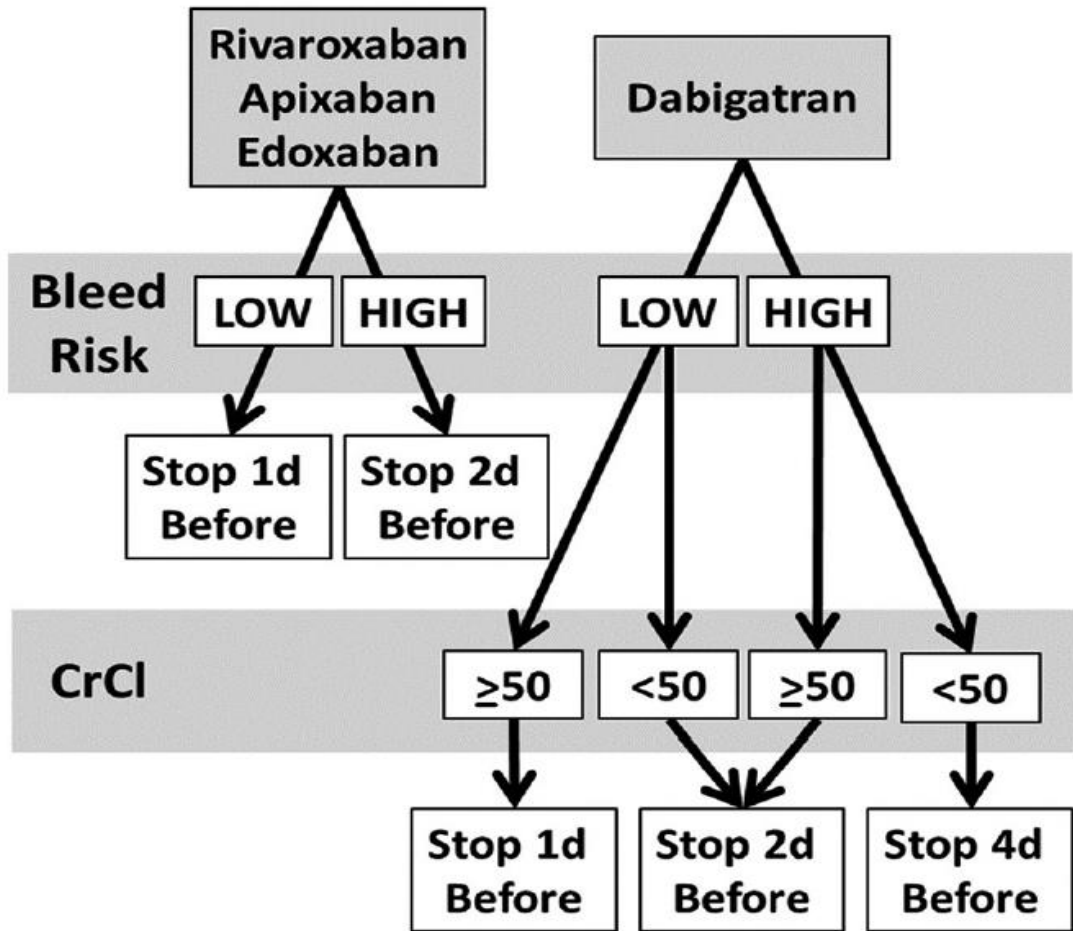 Rivaroxaban
Apixaban
Edoxaban
Dabigatran
Bleed
Risk
LOW
HIGH
LOW
HIGH
Stop 1d
Before
Stop 2d
Before
CrCl
≥50
<50
≥50
<50
Stop 1d
Before
Stop 2d
Before
Stop 4d
Before